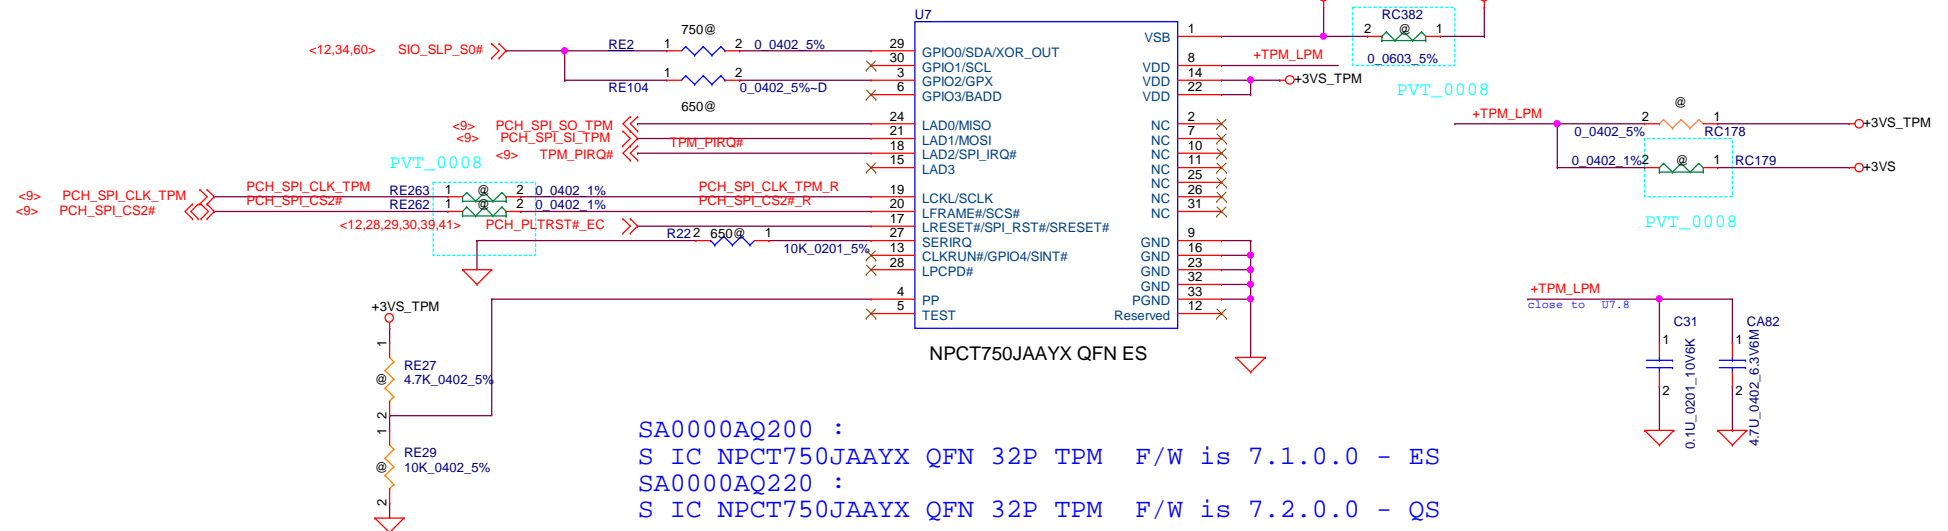 U7
<12,34,60> SIO_SLP_S0#
750@
RE2 1 2 0_0402_5%
RE104 1 2 0_0402_5%~D
650@
29 GPIO0/SDA/XOR_OUT
30 GPIO1/SCL
3 GPIO2/GPX
6 GPIO3/BADD
<9> PCH_SPI_SO_TPM 24 LAD0/MISO
<9> PCH_SPI_SI_TPM 21 LAD1/MOSI
<9> TPM_PIRQ# TPM_PIRQ# 18 LAD2/SPI_IRQ#
15 LAD3
PVT_0008
<9> PCH_SPI_CLK_TPM PCH_SPI_CLK_TPM RE263 1 @ 2 0_0402_1% PCH_SPI_CLK_TPM_R 19 LCKL/SCLK
<9> PCH_SPI_CS2# PCH_SPI_CS2# RE262 1 @ 2 0_0402_1% PCH_SPI_CS2#_R 20 LFRAME#/SCS#
<12,28,29,30,39,41> PCH_PLTRST#_EC 17 LRESET#/SPI_RST#/SRESET#
R22 2 650@ 1 10K_0201_5% 27 SERIRQ
13 CLKRUN#/GPIO4/SINT#
28 LPCPD#
4 PP
5 TEST
VSB 1
VDD 8 +TPM_LPM
VDD 14 +3VS_TPM
VDD 22
NC 2
NC 7
NC 10
NC 11
NC 25
NC 26
NC 31
GND 9
GND 16
GND 23
GND 32
PGND 33
Reserved 12
NPCT750JAAYX QFN ES
RC382
2 @ 1
0_0603_5%
PVT_0008
+TPM_LPM
@
2 1 +3VS_TPM
0_0402_5% RC178
0_0402_1% 2 @ 1 RC179 +3VS
PVT_0008
+TPM_LPM
close to U7.8
C31
1
2
0.1U_0201_10V6K
CA82
1
2
4.7U_0402_6.3V6M
+3VS_TPM
1
RE27
@ 4.7K_0402_5%
2
1
RE29
@ 10K_0402_5%
2
SA0000AQ200 :
S IC NPCT750JAAYX QFN 32P TPM F/W is 7.1.0.0 - ES
SA0000AQ220 :
S IC NPCT750JAAYX QFN 32P TPM F/W is 7.2.0.0 - QS